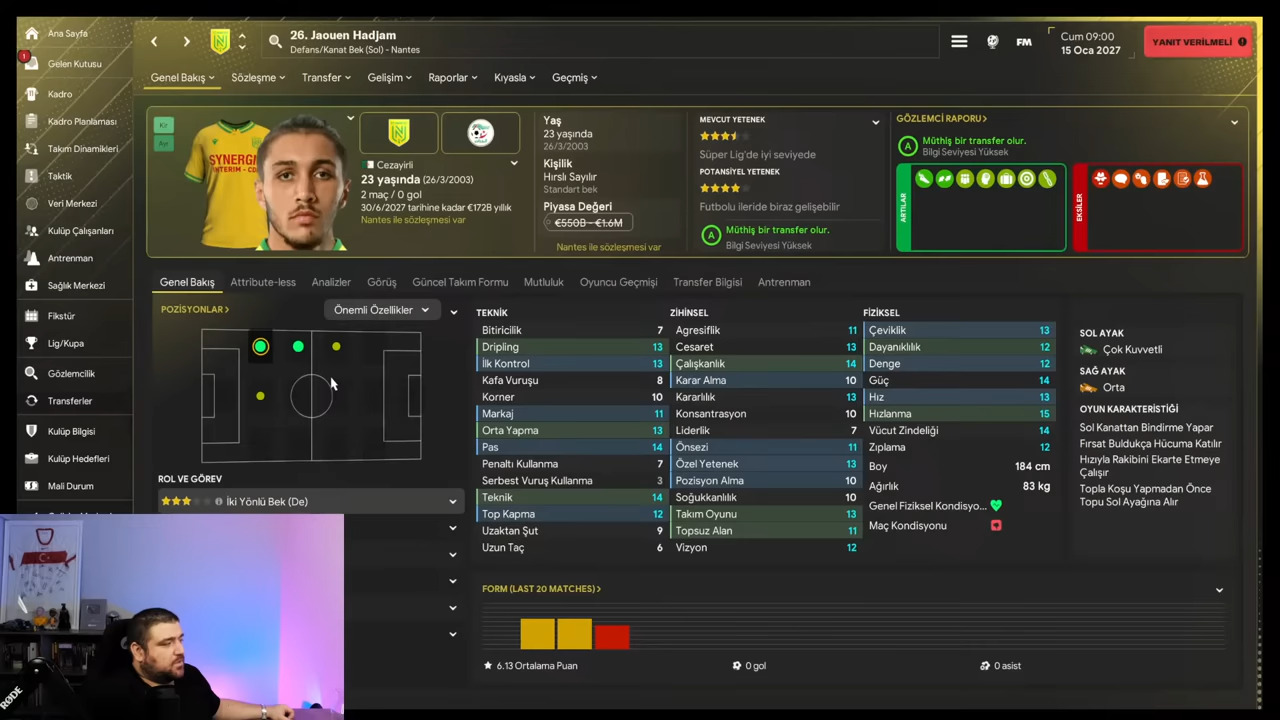 Ana Sayfa
1
Gelen Kutusu
Kadro
Kadro Planlaması
Takım Dinamikleri
Taktik
Veri Merkezi
Kulüp Çalışanları
Antrenman
Sağlık Merkezi
Fikstür
Lig/Kupa
Gözlemcilik
Transferler
Kulüp Bilgisi
Kulüp Hedefleri
Mali Durum
26. Jaouen Hadjam
Defans/Kanat Bek (Sol) - Nantes
FM
Cum 09:00
15 Oca 2027
YANIT VERİLMELİ
Genel Bakış
Sözleşme
Transfer
Gelişim
Raporlar
Kıyasla
Geçmiş
SYNERGIE
Cezayirli
23 yaşında (26/3/2003)
2 maç / 0 gol
30/6/2027 tarihine kadar €172B yıllık
Nantes ile sözleşmesi var
Yaş
23 yaşında
26/3/2003
Kişilik
Hırslı Sayılır
Standart bek
Piyasa Değeri
€550B - €1.6M
Nantes ile sözleşmesi var
MEVCUT YETENEK
Süper Lig'de iyi seviyede
POTANSİYEL YETENEK
Futbolu ileride biraz gelişebilir
A Müthiş bir transfer olur.
Bilgi Seviyesi Yüksek
GÖZLEMCİ RAPORU >
A Müthiş bir transfer olur.
Bilgi Seviyesi Yüksek
ARTILAR
EKSİLER
Genel Bakış
Attribute-less
Analizler
Görüş
Güncel Takım Formu
Mutluluk
Oyuncu Geçmişi
Transfer Bilgisi
Antrenman
POZİSYONLAR >
Önemli Özellikler
ROL VE GÖREV
İki Yönlü Bek (De)
TEKNİK
Bitiricilik 7
Dripling 13
İlk Kontrol 13
Kafa Vuruşu 8
Korner 10
Markaj 11
Orta Yapma 13
Pas 14
Penaltı Kullanma 7
Serbest Vuruş Kullanma 3
Teknik 14
Top Kapma 12
Uzaktan Şut 9
Uzun Taç 6
ZİHİNSEL
Agresiflik 11
Cesaret 13
Çalışkanlık 14
Karar Alma 10
Kararlılık 13
Konsantrasyon 10
Liderlik 7
Önsezi 11
Özel Yetenek 13
Pozisyon Alma 10
Soğukkanlılık 10
Takım Oyunu 13
Topsuz Alan 11
Vizyon 12
FİZİKSEL
Çeviklik 13
Dayanıklılık 12
Denge 12
Güç 14
Hız 13
Hızlanma 15
Vücut Zindeliği 14
Zıplama 12
Boy 184 cm
Ağırlık 83 kg
Genel Fiziksel Kondisyo...
Maç Kondisyonu
SOL AYAK
Çok Kuvvetli
SAĞ AYAK
Orta
OYUN KARAKTERİSTİĞİ
Sol Kanattan Bindirme Yapar
Fırsat Buldukça Hücuma Katılır
Hızıyla Rakibini Ekarte Etmeye
Çalışır
Topla Koşu Yapmadan Önce
Topu Sol Ayağına Alır
FORM (LAST 20 MATCHES) >
6.13 Ortalama Puan
0 gol
0 asist
RØDE